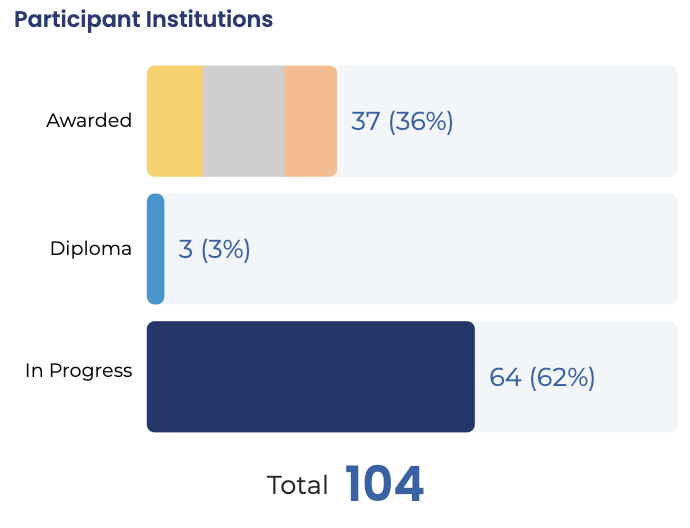 Participant Institutions
Awarded
37 (36%)
Diploma
3 (3%)
In Progress
64 (62%)
Total 104